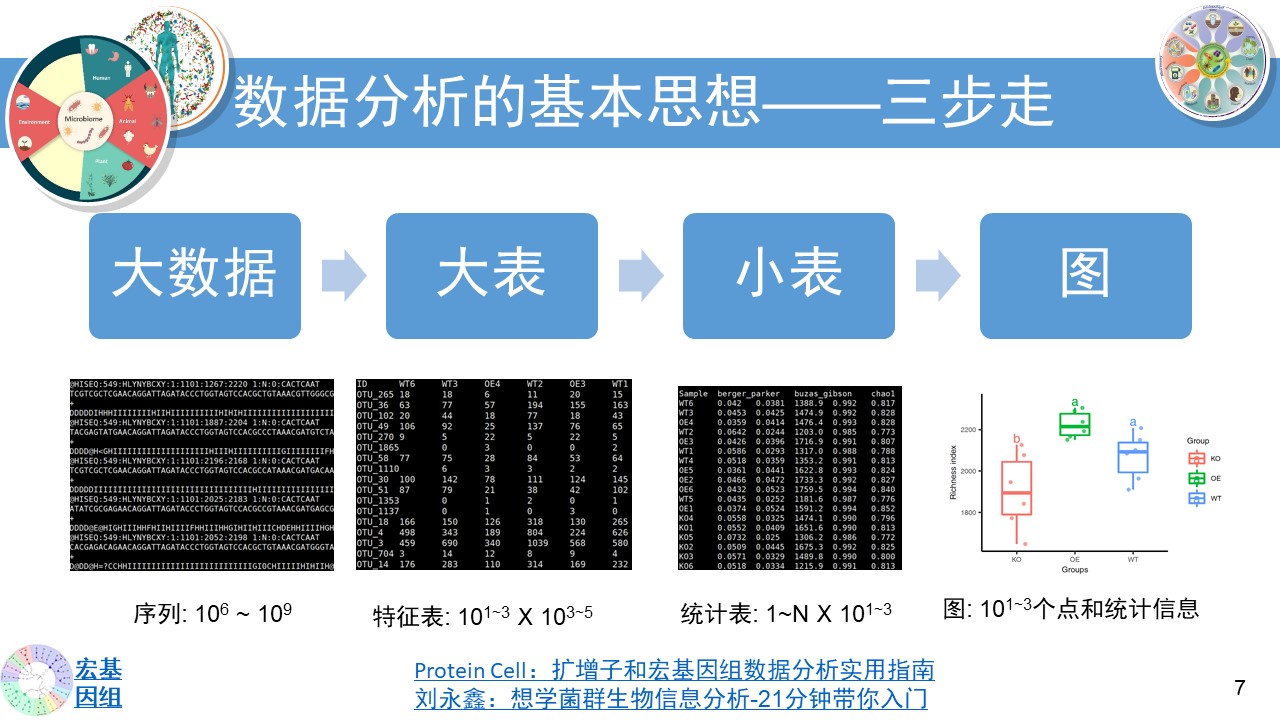 Human
Environment
Microbiome
Animal
Plant
数据分析的基本思想——三步走
大数据
大表
小表
图
@HISEQ:549:HLYNYBCXY:1:1101:1267:2220 1:N:0:CACTCAAT
TCGTCGCTCGAACAGGATTAGATACCCTGGTAGTCCACGCTGTAAACGTTGGGCG
+
DDDDDIHHHIIIIIIIIHIIHIIIIIIIIIIHIHIHIIIIIIIIIIIIIIIIII
@HISEQ:549:HLYNYBCXY:1:1101:1887:2204 1:N:0:CACTCAAT
TACGAGTATGAACAGGATTAGATACCCTGGTAGTCCACGCCCTAAACGATGTCTA
+
@HISEQ:549:HLYNYBCXY:1:1101:2196:2168 1:N:0:CACTCAAT
TCGTCGCTCGAACAGGATTAGATACCCTGGTAGTCCACGCCATAAACGATGACAA
+
@HISEQ:549:HLYNYBCXY:1:1101:2025:2183 1:N:0:CACTCAAT
ATATCGCGAGAACAGGATTAGATACCCTGGTAGTCCACGCCGTAAACGATGAGCG
+
@HISEQ:549:HLYNYBCXY:1:1101:2052:2198 1:N:0:CACTCAAT
CACGAGACAGAACAGGATTAGATACCCTGGTAGTCCACGCTGTAAACGATGGGTA
+
ID WT6 WT3 OE4 WT2 OE3 WT1
OTU_265 18 18 6 11 20 15
OTU_36 63 77 57 194 155 163
OTU_102 20 44 18 77 18 43
OTU_49 106 92 25 137 76 65
OTU_270 9 5 22 5 22 5
OTU_1865 0 3 0 0 2
OTU_58 77 75 28 84 53 64
OTU_1110 6 3 3 2 2
OTU_30 100 142 78 111 124 145
OTU_51 87 79 21 38 42 102
OTU_1353 0 1 2 0 1
OTU_1137 0 1 0 3 0
OTU_18 166 150 126 318 130 265
OTU_4 498 343 189 804 224 626
OTU_3 459 690 340 1039 568 580
OTU_704 3 14 12 8 9 4
OTU_14 176 283 110 314 169 232
Sample berger_parker buzas_gibson chao1
WT6 0.042 0.0381 1388.9 0.992 0.817
WT3 0.0453 0.0425 1474.9 0.992 0.828
OE4 0.0359 0.0414 1476.4 0.993 0.828
WT2 0.0642 0.0244 1203.0 0.985 0.773
OE3 0.0426 0.0396 1716.9 0.991 0.807
WT1 0.0586 0.0293 1317.0 0.988 0.788
KO4 0.0518 0.0359 1353.2 0.991 0.813
OE5 0.0361 0.0441 1622.8 0.993 0.824
OE2 0.0466 0.0472 1733.3 0.992 0.827
OE6 0.0432 0.0523 1759.5 0.994 0.840
WT5 0.0435 0.0252 1181.6 0.987 0.776
OE1 0.0374 0.0524 1591.2 0.994 0.852
KO4 0.0558 0.0325 1474.1 0.990 0.796
KO1 0.0552 0.0409 1651.6 0.990 0.813
KO5 0.0732 0.025 1306.2 0.986 0.772
KO2 0.0509 0.0445 1675.3 0.992 0.825
KO3 0.0571 0.0329 1489.8 0.990 0.800
KO6 0.0518 0.0334 1215.9 0.991 0.813
Richness index
2200
2000
1800
b
a
a
KO
OE
WT
Groups
Group
KO
OE
WT
序列: 10⁶ ~ 10⁹
特征表: 10¹~³ X 10³~⁵
统计表: 1~N X 10¹~³
图: 10¹~³个点和统计信息
宏基
因组
Protein Cell：扩增子和宏基因组数据分析实用指南
刘永鑫：想学菌群生物信息分析-21分钟带你入门
7